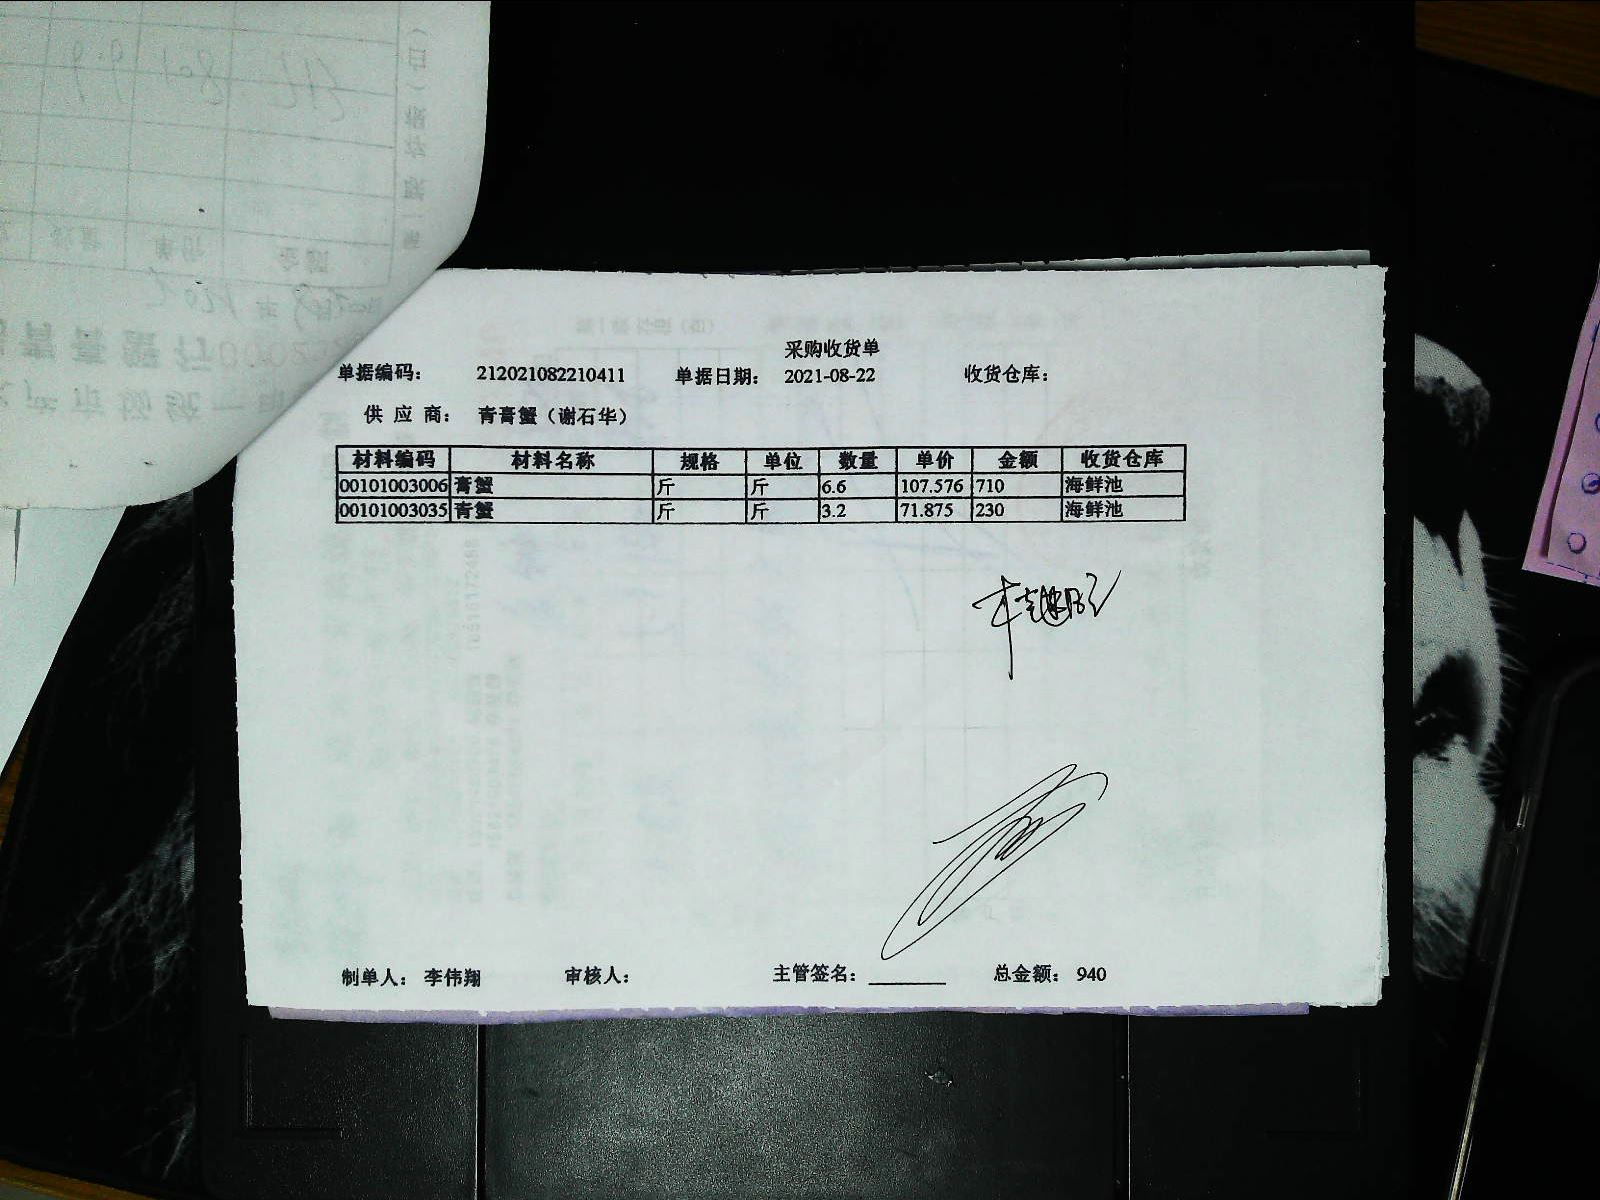 采购收货单
单据编码： 212021082210411 单据日期： 2021-08-22 收货仓库：
供 应 商： 青膏蟹（谢石华）
材料编码 材料名称 规格 单位 数量 单价 金额 收货仓库
00101003006 膏蟹 斤 斤 6.6 107.576 710 海鲜池
00101003035 青蟹 斤 斤 3.2 71.875 230 海鲜池
制单人： 李伟翔 审核人： 主管签名： 总金额： 940